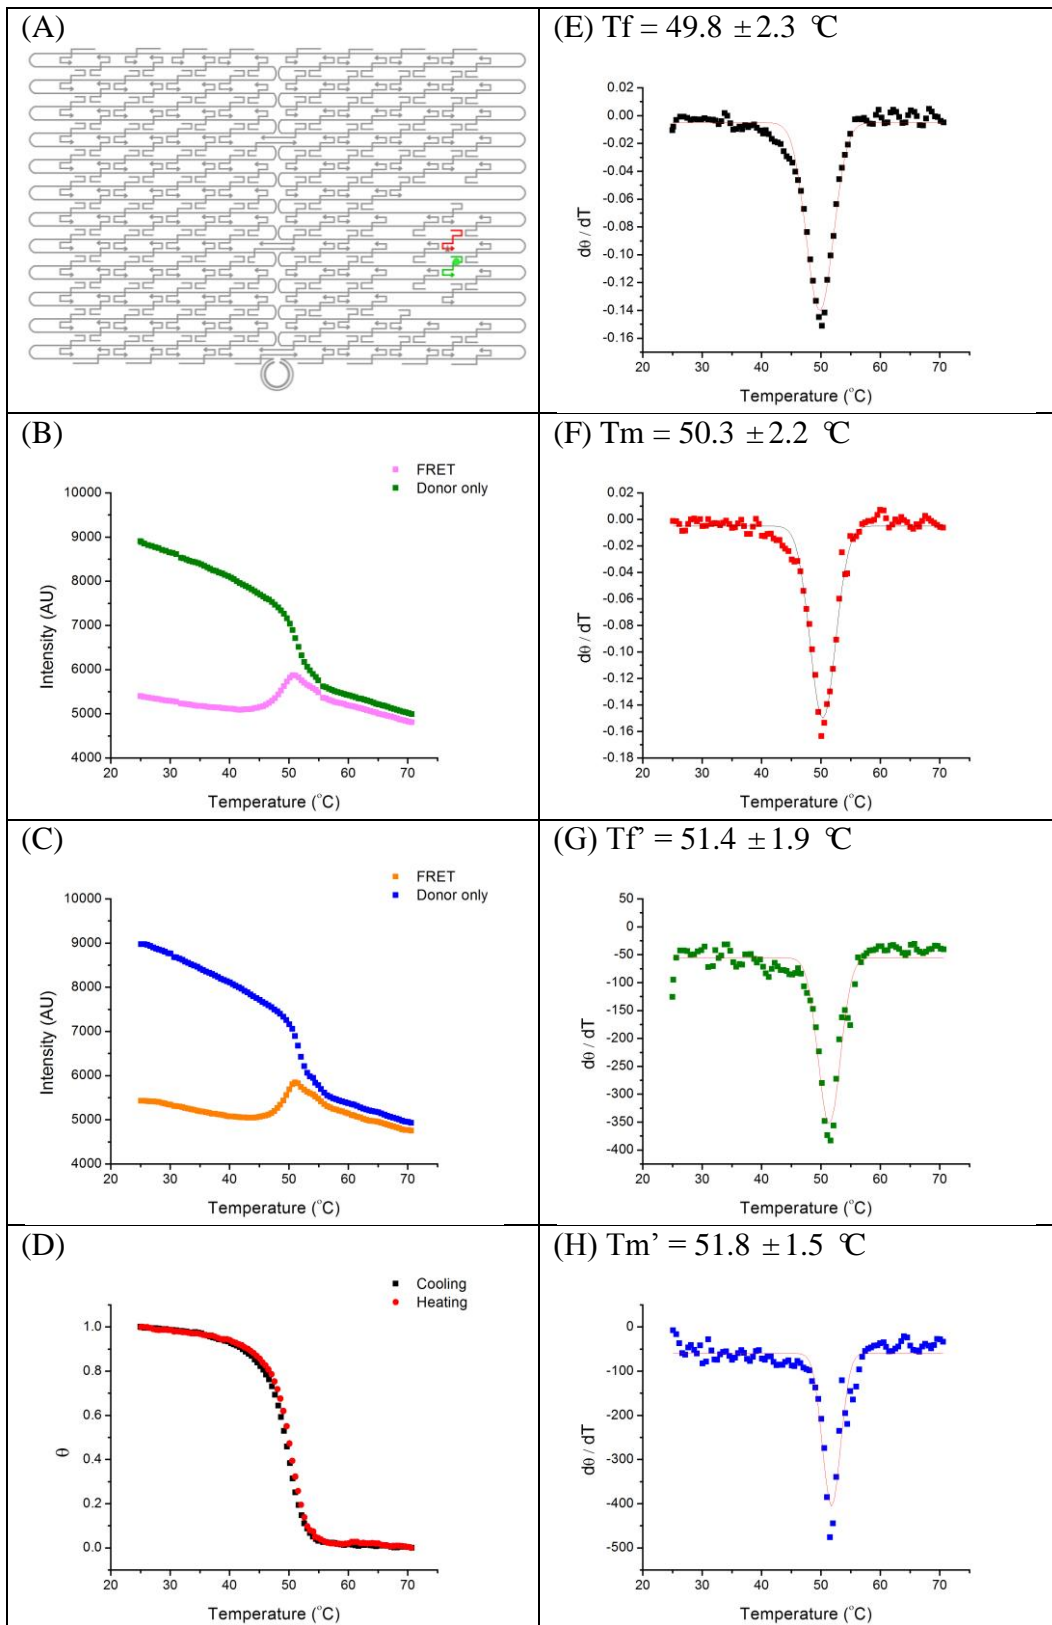 (A)
(E) Tf = 49.8 ±2.3 ℃
0.02
0.00
-0.02
-0.04
-0.06
-0.08
-0.10
-0.12
-0.14
-0.16
dθ / dT
20 30 40 50 60 70
Temperature (°C)
(B)
FRET
Donor only
10000
9000
8000
7000
6000
5000
4000
Intensity (AU)
20 30 40 50 60 70
Temperature (°C)
(F) Tm = 50.3 ±2.2 ℃
0.02
0.00
-0.02
-0.04
-0.06
-0.08
-0.10
-0.12
-0.14
-0.16
-0.18
dθ / dT
20 30 40 50 60 70
Temperature (°C)
(C)
FRET
Donor only
10000
9000
8000
7000
6000
5000
4000
Intensity (AU)
20 30 40 50 60 70
Temperature (°C)
(G) Tf’ = 51.4 ±1.9 ℃
50
0
-50
-100
-150
-200
-250
-300
-350
-400
dθ / dT
20 30 40 50 60 70
Temperature (°C)
(D)
Cooling
Heating
1.0
0.8
0.6
0.4
0.2
0.0
θ
20 30 40 50 60 70
Temperature (°C)
(H) Tm’ = 51.8 ±1.5 ℃
0
-100
-200
-300
-400
-500
dθ / dT
20 30 40 50 60 70
Temperature (°C)